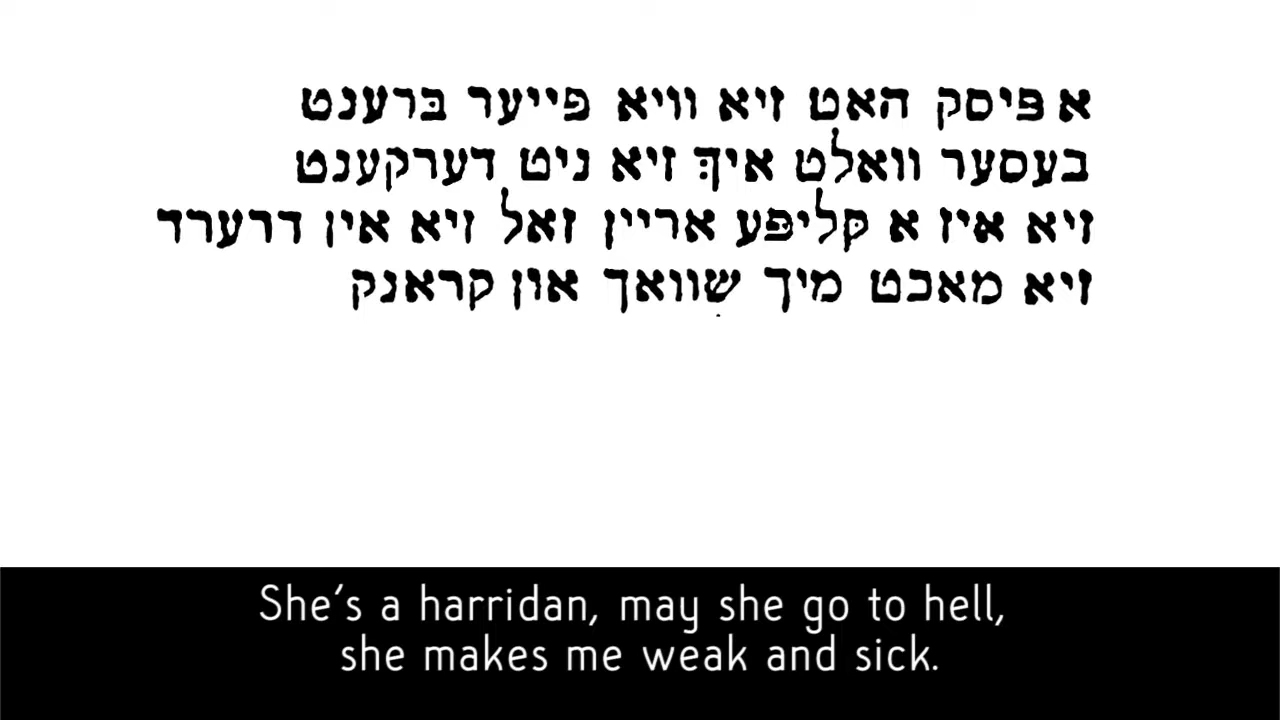 א פּיסק האט זיא וויא פייער ברענט
בעסער וואלט איך זיא ניט דערקענט
זיא איז א קליפּע אריין זאל זיא אין דרערד
זיא מאכט מיך שוואך און קראנק
She's a harridan, may she go to hell,
she makes me weak and sick.